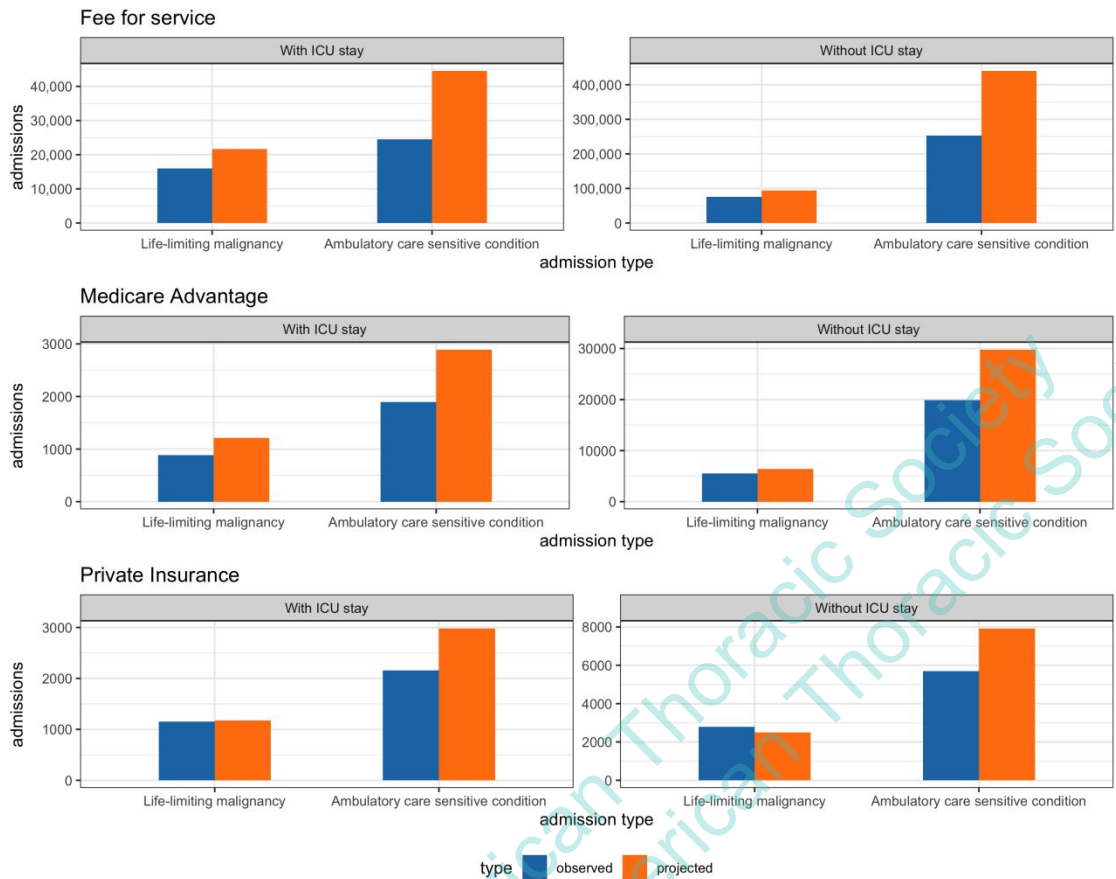 Fee for service
With ICU stay
Without ICU stay
admissions
40,000
30,000
20,000
10,000
0
400,000
300,000
200,000
100,000
0
Life-limiting malignancy
Ambulatory care sensitive condition
Life-limiting malignancy
Ambulatory care sensitive condition
admission type
Medicare Advantage
With ICU stay
Without ICU stay
admissions
3000
2000
1000
0
30000
20000
10000
0
Life-limiting malignancy
Ambulatory care sensitive condition
Life-limiting malignancy
Ambulatory care sensitive condition
admission type
Private Insurance
With ICU stay
Without ICU stay
admissions
3000
2000
1000
0
8000
6000
4000
2000
0
Life-limiting malignancy
Ambulatory care sensitive condition
Life-limiting malignancy
Ambulatory care sensitive condition
admission type
type observed projected
ican Thoracic Society
erican Thoracic Soc